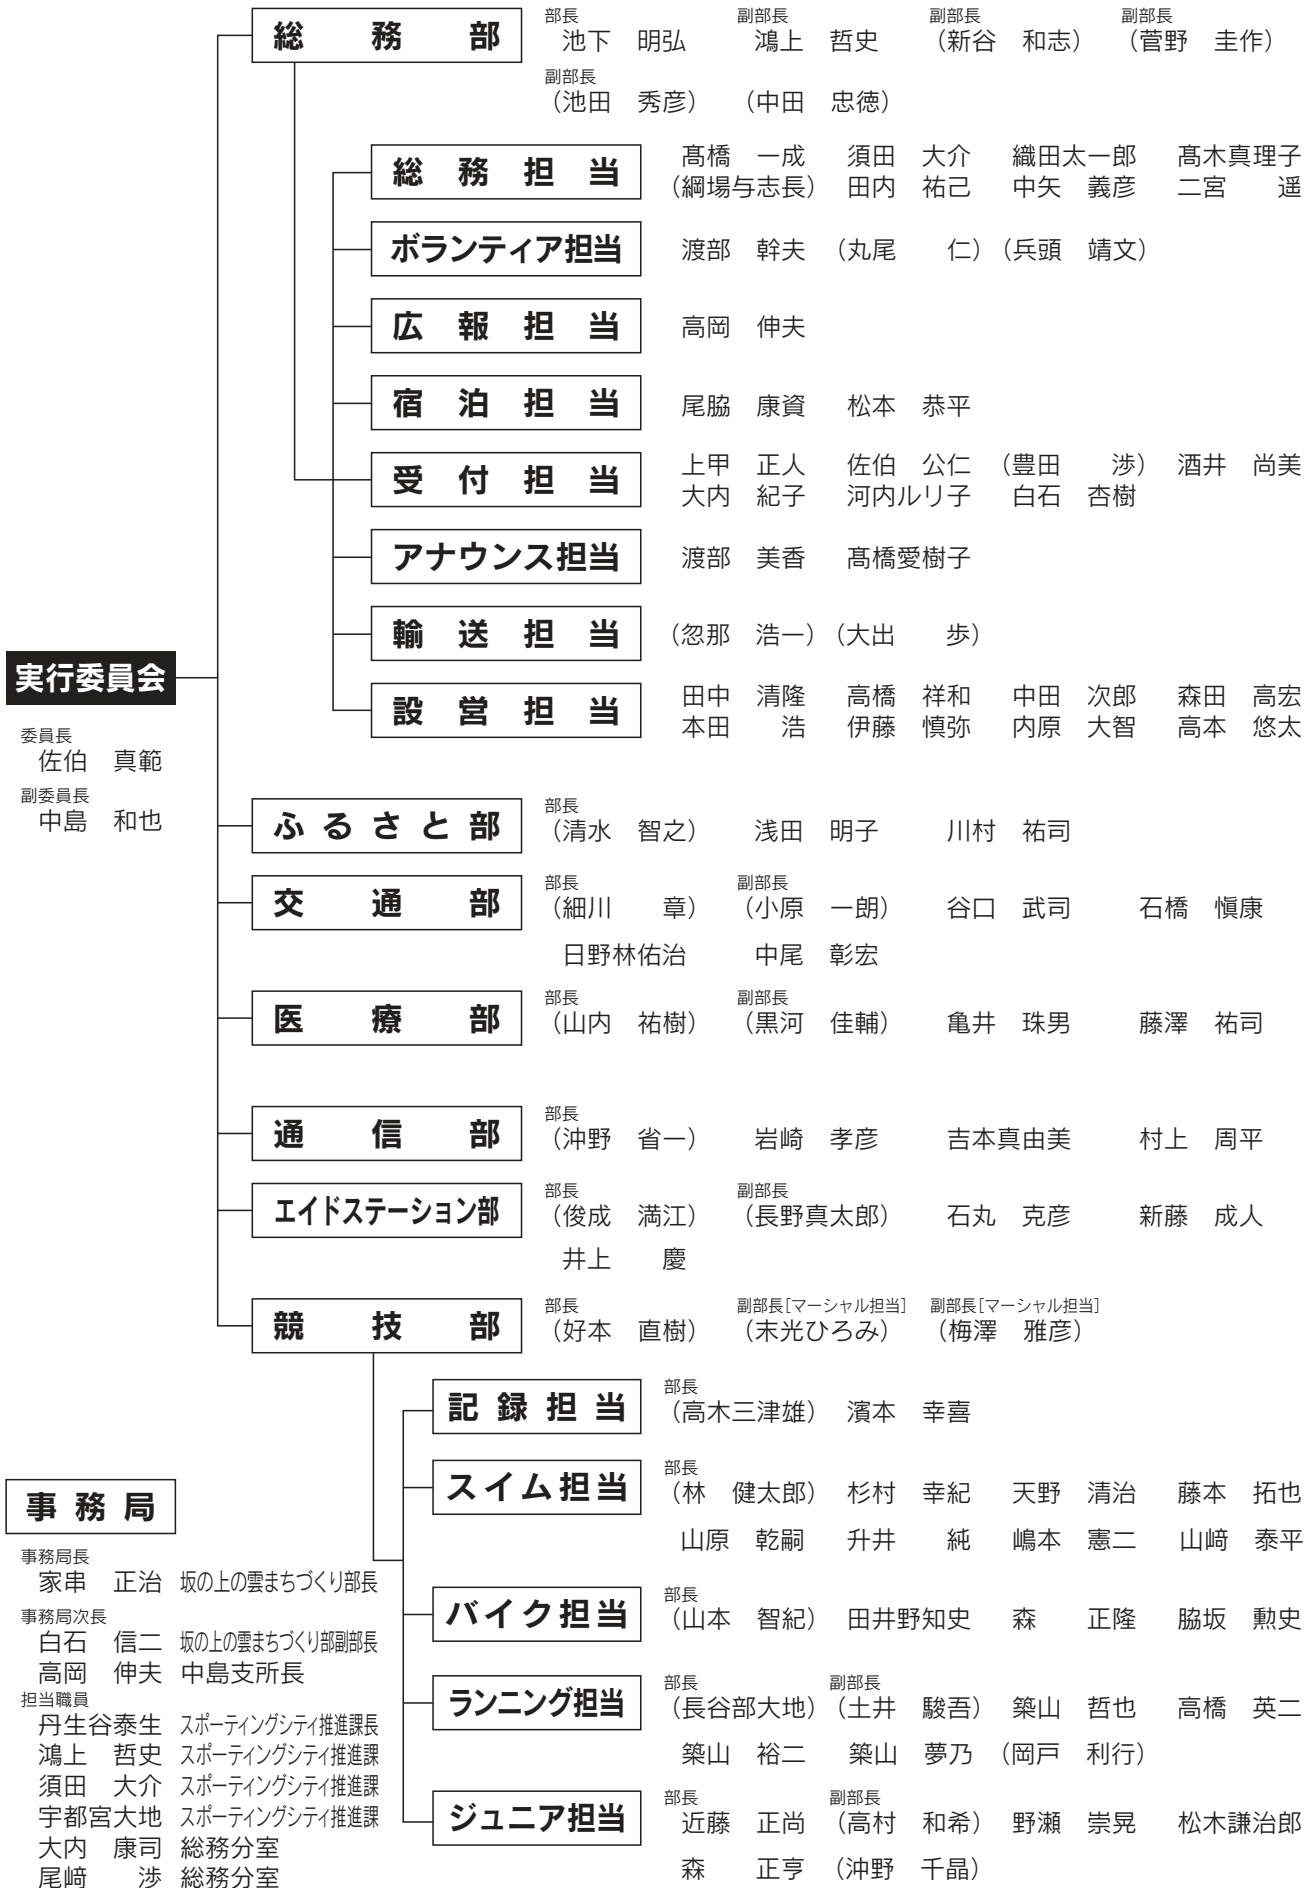 総務部
部長 副部長 副部長 副部長
池下 明弘 鴻上 哲史 （新谷 和志） （菅野 圭作）
副部長
（池田 秀彦） （中田 忠徳）
総務担当
髙橋 一成 須田 大介 織田太一郎 髙木真理子
（綱場与志長） 田内 祐己 中矢 義彦 二宮 遥
ボランティア担当 渡部 幹夫 （丸尾 仁） （兵頭 靖文）
広報担当 高岡 伸夫
宿泊担当 尾脇 康資 松本 恭平
受付担当
上甲 正人 佐伯 公仁 （豊田 渉） 酒井 尚美
大内 紀子 河内ルリ子 白石 杏樹
アナウンス担当 渡部 美香 髙橋愛樹子
輸送担当 （忽那 浩一） （大出 歩）
設営担当
田中 清隆 高橋 祥和 中田 次郎 森田 高宏
本田 浩 伊藤 慎弥 内原 大智 高本 悠太
実行委員会
委員長
佐伯 真範
副委員長
中島 和也
ふるさと部
部長
（清水 智之） 浅田 明子 川村 祐司
交通部
部長 副部長
（細川 章） （小原 一朗） 谷口 武司 石橋 愼康
日野林佑治 中尾 彰宏
医療部
部長 副部長
（山内 祐樹） （黒河 佳輔） 亀井 珠男 藤澤 祐司
通信部
部長
（沖野 省一） 岩崎 孝彦 吉本真由美 村上 周平
エイドステーション部
部長 副部長
（俊成 満江） （長野真太郎） 石丸 克彦 新藤 成人
井上 慶
競技部
部長 副部長［マーシャル担当］ 副部長［マーシャル担当］
（好本 直樹） （末光ひろみ） （梅澤 雅彦）
記録担当
部長
（高木三津雄） 濱本 幸喜
スイム担当
部長
（林 健太郎） 杉村 幸紀 天野 清治 藤本 拓也
山原 乾嗣 升井 純 嶋本 憲二 山﨑 泰平
バイク担当
部長
（山本 智紀） 田井野知史 森 正隆 脇坂 勲史
ランニング担当
部長 副部長
（長谷部大地） （土井 駿吾） 築山 哲也 高橋 英二
築山 裕二 築山 夢乃 （岡戸 利行）
ジュニア担当
部長 副部長
近藤 正尚 （高村 和希） 野瀬 崇晃 松木謙治郎
森 正亨 （沖野 千晶）
事務局
事務局長
家串 正治 坂の上の雲まちづくり部長
事務局次長
白石 信二 坂の上の雲まちづくり部副部長
高岡 伸夫 中島支所長
担当職員
丹生谷泰生 スポーティングシティ推進課長
鴻上 哲史 スポーティングシティ推進課
須田 大介 スポーティングシティ推進課
宇都宮大地 スポーティングシティ推進課
大内 康司 総務分室
尾﨑 渉 総務分室